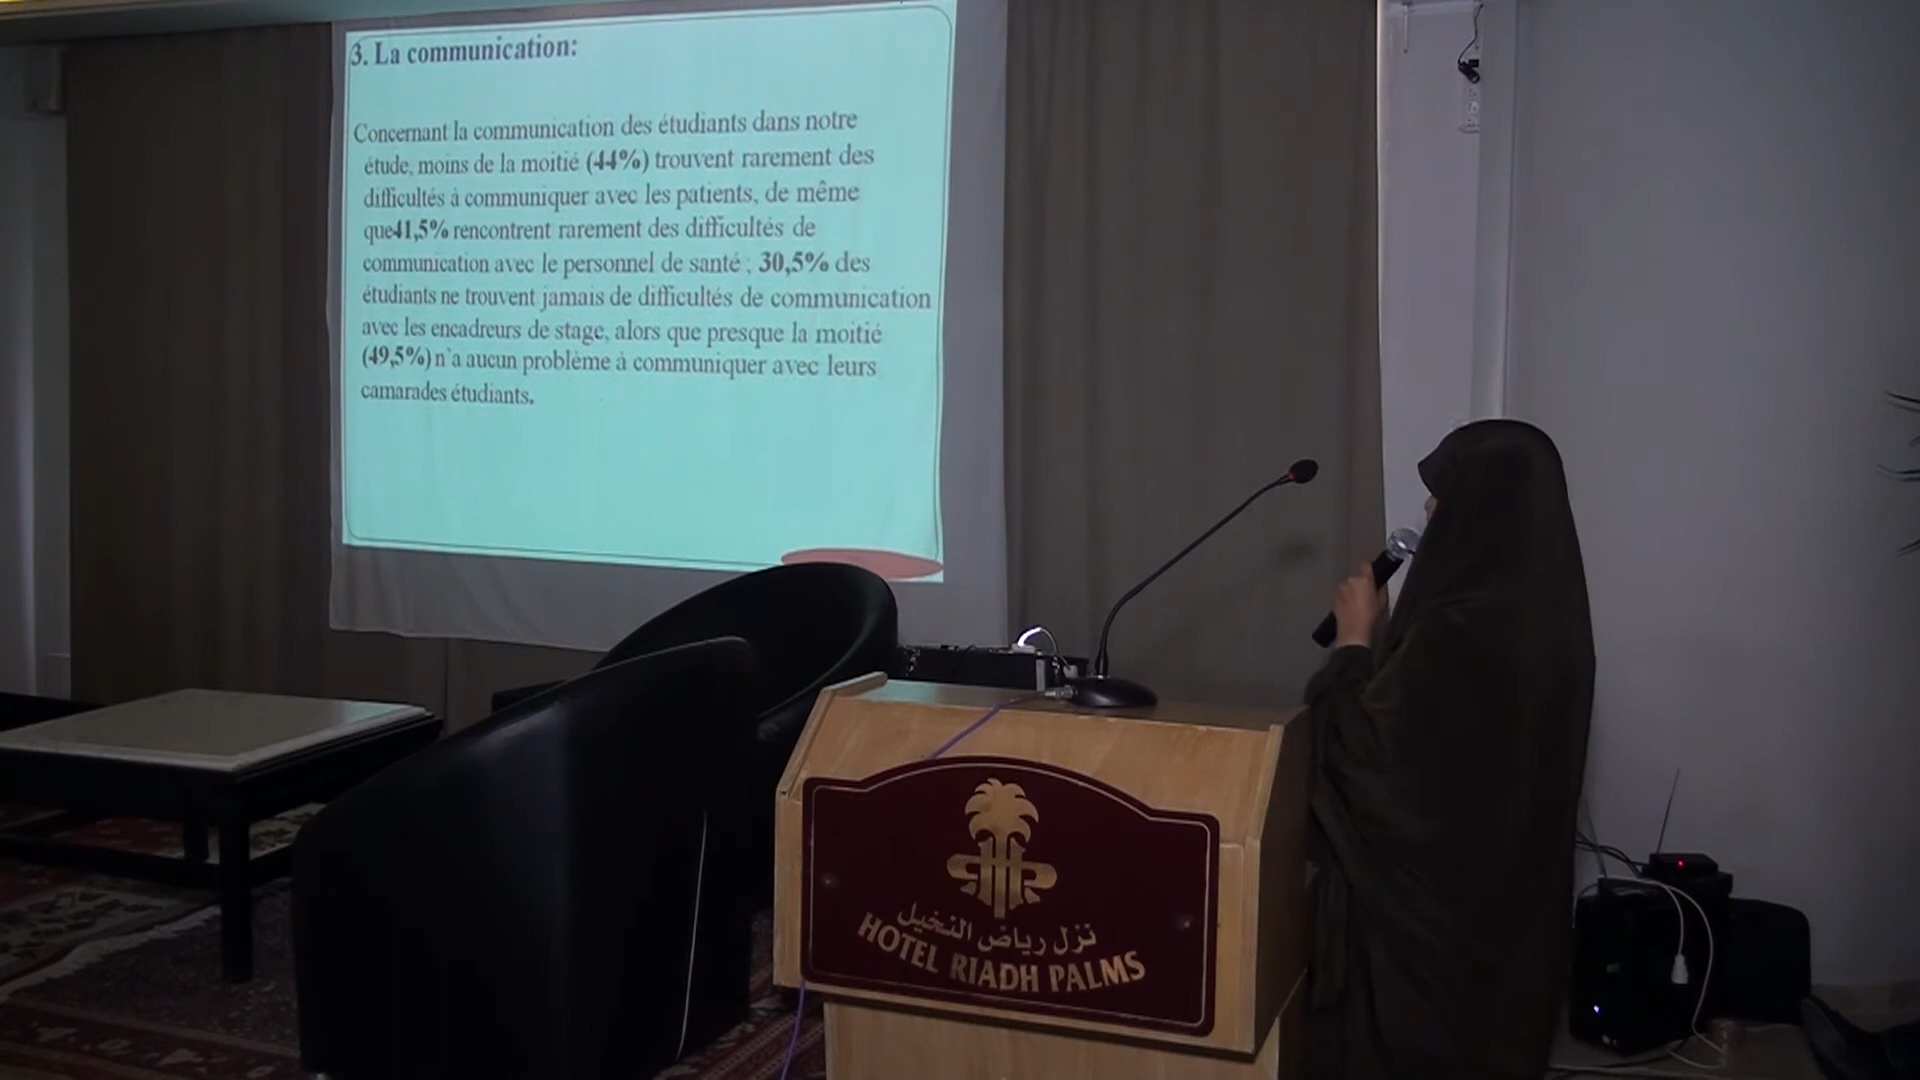 3. La communication:
Concernant la communication des étudiants dans notre
étude, moins de la moitié (44%) trouvent rarement des
difficultés à communiquer avec les patients, de même
que41,5% rencontrent rarement des difficultés de
communication avec le personnel de santé ; 30,5% des
étudiants ne trouvent jamais de difficultés de communication
avec les encadreurs de stage, alors que presque la moitié
(49,5%) n'a aucun problème à communiquer avec leurs
camarades étudiants.
نزل رياض النخيل
HOTEL RIADH PALMS